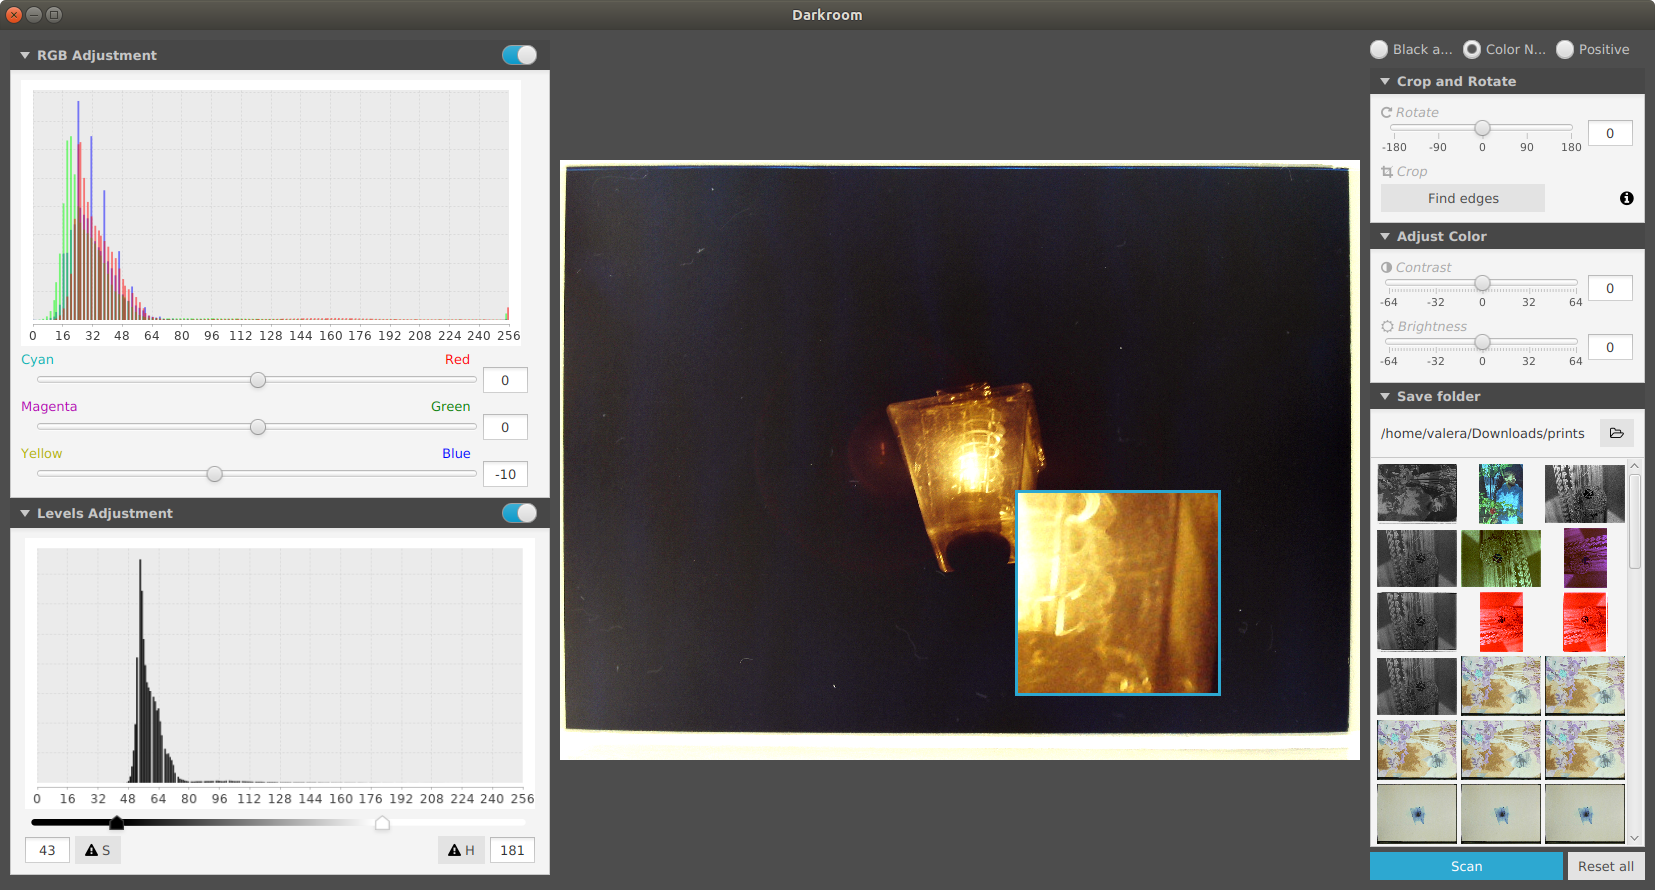 Darkroom
RGB Adjustment
0 16 32 48 64 80 96 112 128 144 160 176 192 208 224 240 256
Cyan Red
0
Magenta Green
0
Yellow Blue
-10
Levels Adjustment
0 16 32 48 64 80 96 112 128 144 160 176 192 208 224 240 256
43 S H 181
Black a... Color N... Positive
Crop and Rotate
Rotate
0
-180 -90 0 90 180
Crop
Find edges
Adjust Color
Contrast
0
-64 -32 0 32 64
Brightness
0
-64 -32 0 32 64
Save folder
/home/valera/Downloads/prints
Scan Reset all